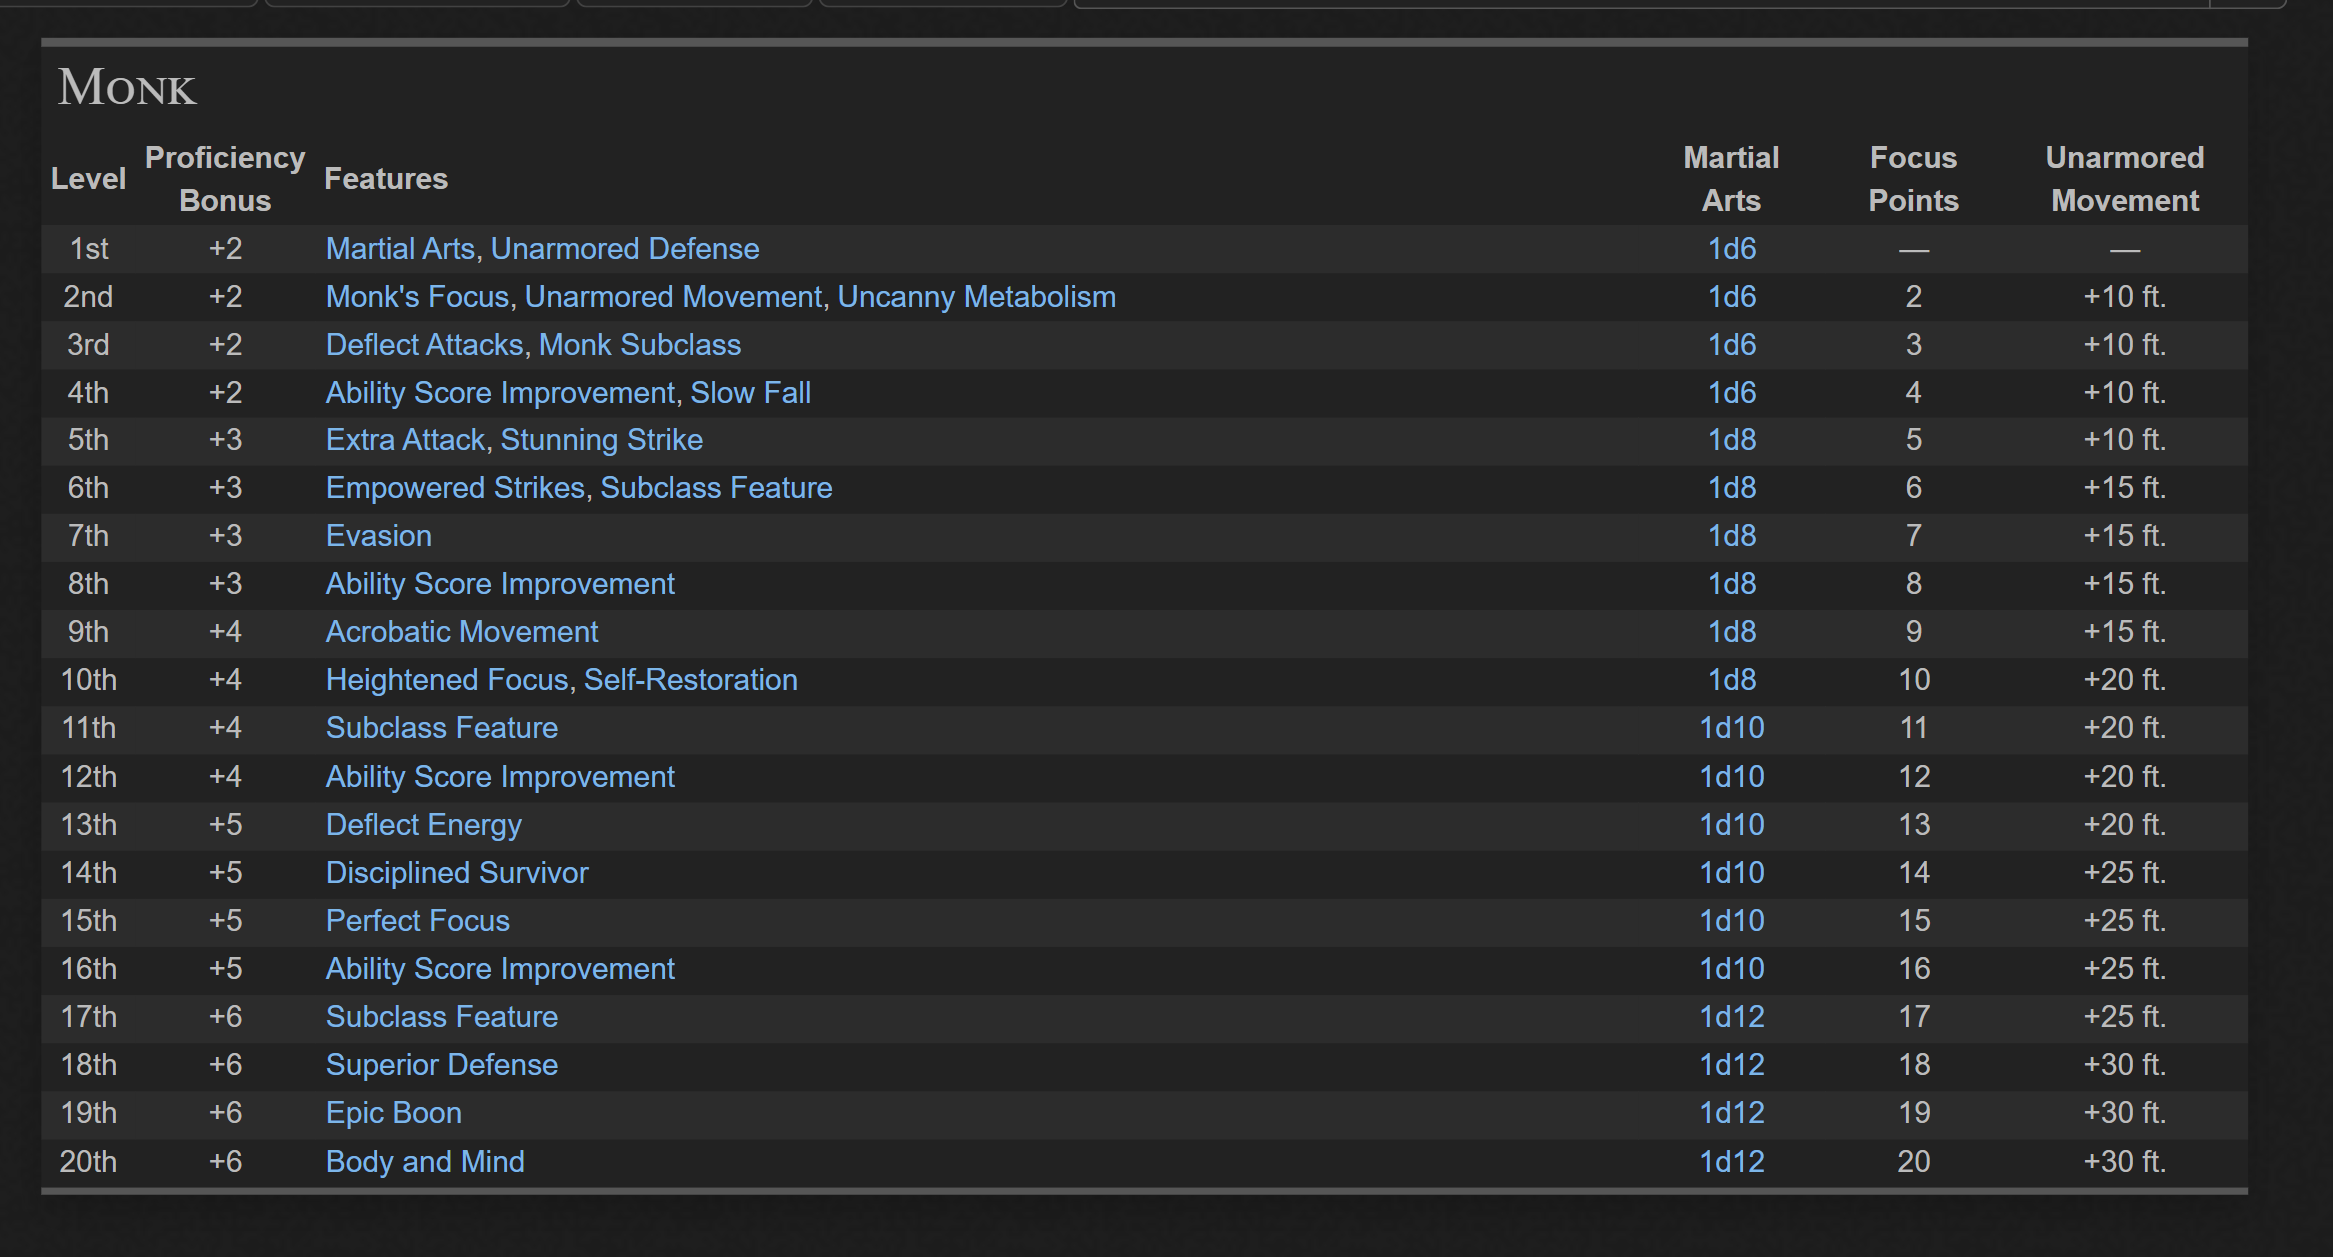 Monk
Level Proficiency Bonus Features Martial Arts Focus Points Unarmored Movement
1st +2 Martial Arts, Unarmored Defense 1d6 — —
2nd +2 Monk's Focus, Unarmored Movement, Uncanny Metabolism 1d6 2 +10 ft.
3rd +2 Deflect Attacks, Monk Subclass 1d6 3 +10 ft.
4th +2 Ability Score Improvement, Slow Fall 1d6 4 +10 ft.
5th +3 Extra Attack, Stunning Strike 1d8 5 +10 ft.
6th +3 Empowered Strikes, Subclass Feature 1d8 6 +15 ft.
7th +3 Evasion 1d8 7 +15 ft.
8th +3 Ability Score Improvement 1d8 8 +15 ft.
9th +4 Acrobatic Movement 1d8 9 +15 ft.
10th +4 Heightened Focus, Self-Restoration 1d8 10 +20 ft.
11th +4 Subclass Feature 1d10 11 +20 ft.
12th +4 Ability Score Improvement 1d10 12 +20 ft.
13th +5 Deflect Energy 1d10 13 +20 ft.
14th +5 Disciplined Survivor 1d10 14 +25 ft.
15th +5 Perfect Focus 1d10 15 +25 ft.
16th +5 Ability Score Improvement 1d10 16 +25 ft.
17th +6 Subclass Feature 1d12 17 +25 ft.
18th +6 Superior Defense 1d12 18 +30 ft.
19th +6 Epic Boon 1d12 19 +30 ft.
20th +6 Body and Mind 1d12 20 +30 ft.